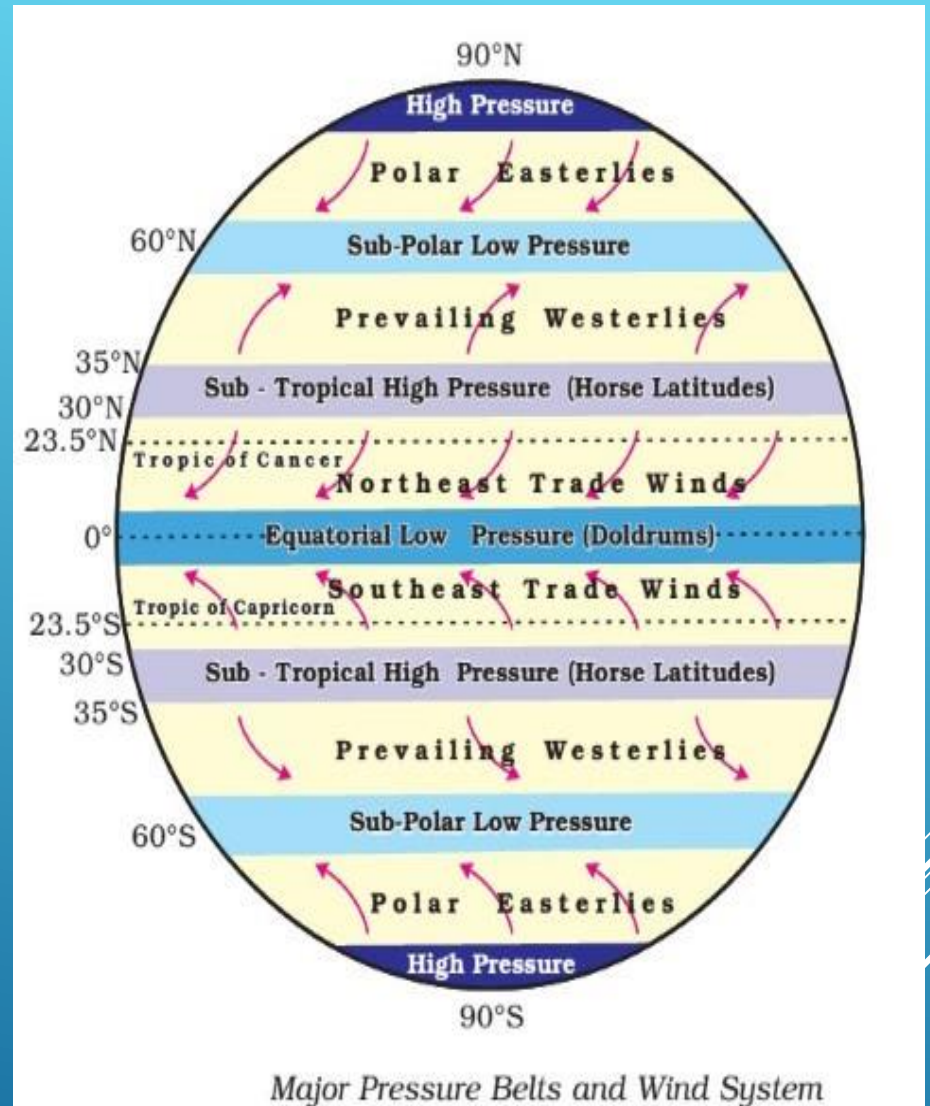 90°N
High Pressure
Polar Easterlies
60°N
Sub-Polar Low Pressure
Prevailing Westerlies
35°N
Sub - Tropical High Pressure (Horse Latitudes)
30°N
23.5°N
Tropic of Cancer
Northeast Trade Winds
0°
Equatorial Low Pressure (Doldrums)
Southeast Trade Winds
Tropic of Capricorn
23.5°S
30°S
Sub - Tropical High Pressure (Horse Latitudes)
35°S
Prevailing Westerlies
Sub-Polar Low Pressure
60°S
Polar Easterlies
High Pressure
90°S
Major Pressure Belts and Wind System